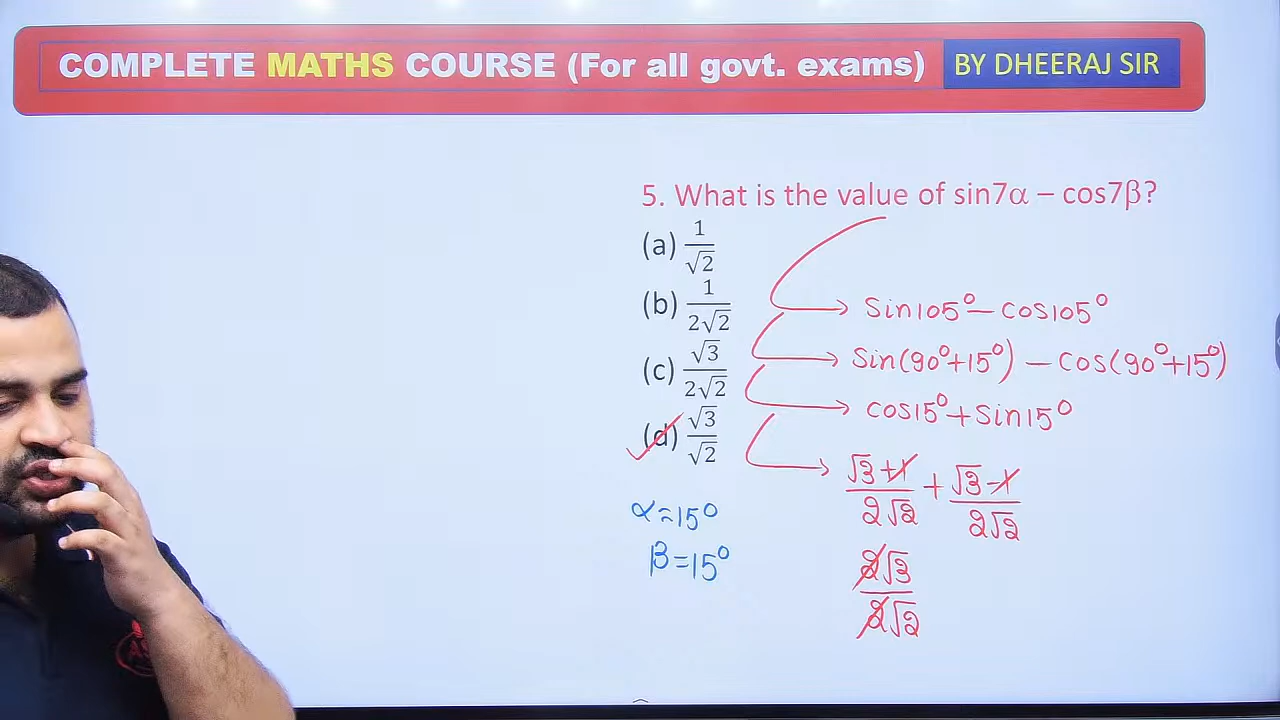 COMPLETE MATHS COURSE (For all govt. exams) BY DHEERAJ SIR
5. What is the value of sin7α – cos7β?
(a) 1/√2
(b) 1/2√2
(c) √3/2√2
(d) √3/√2
Sin105° – cos105°
Sin(90°+15°) – cos(90°+15°)
cos15° + Sin15°
√3+1/2√2 + √3-1/2√2
2√3/2√2
α=15°
β=15°